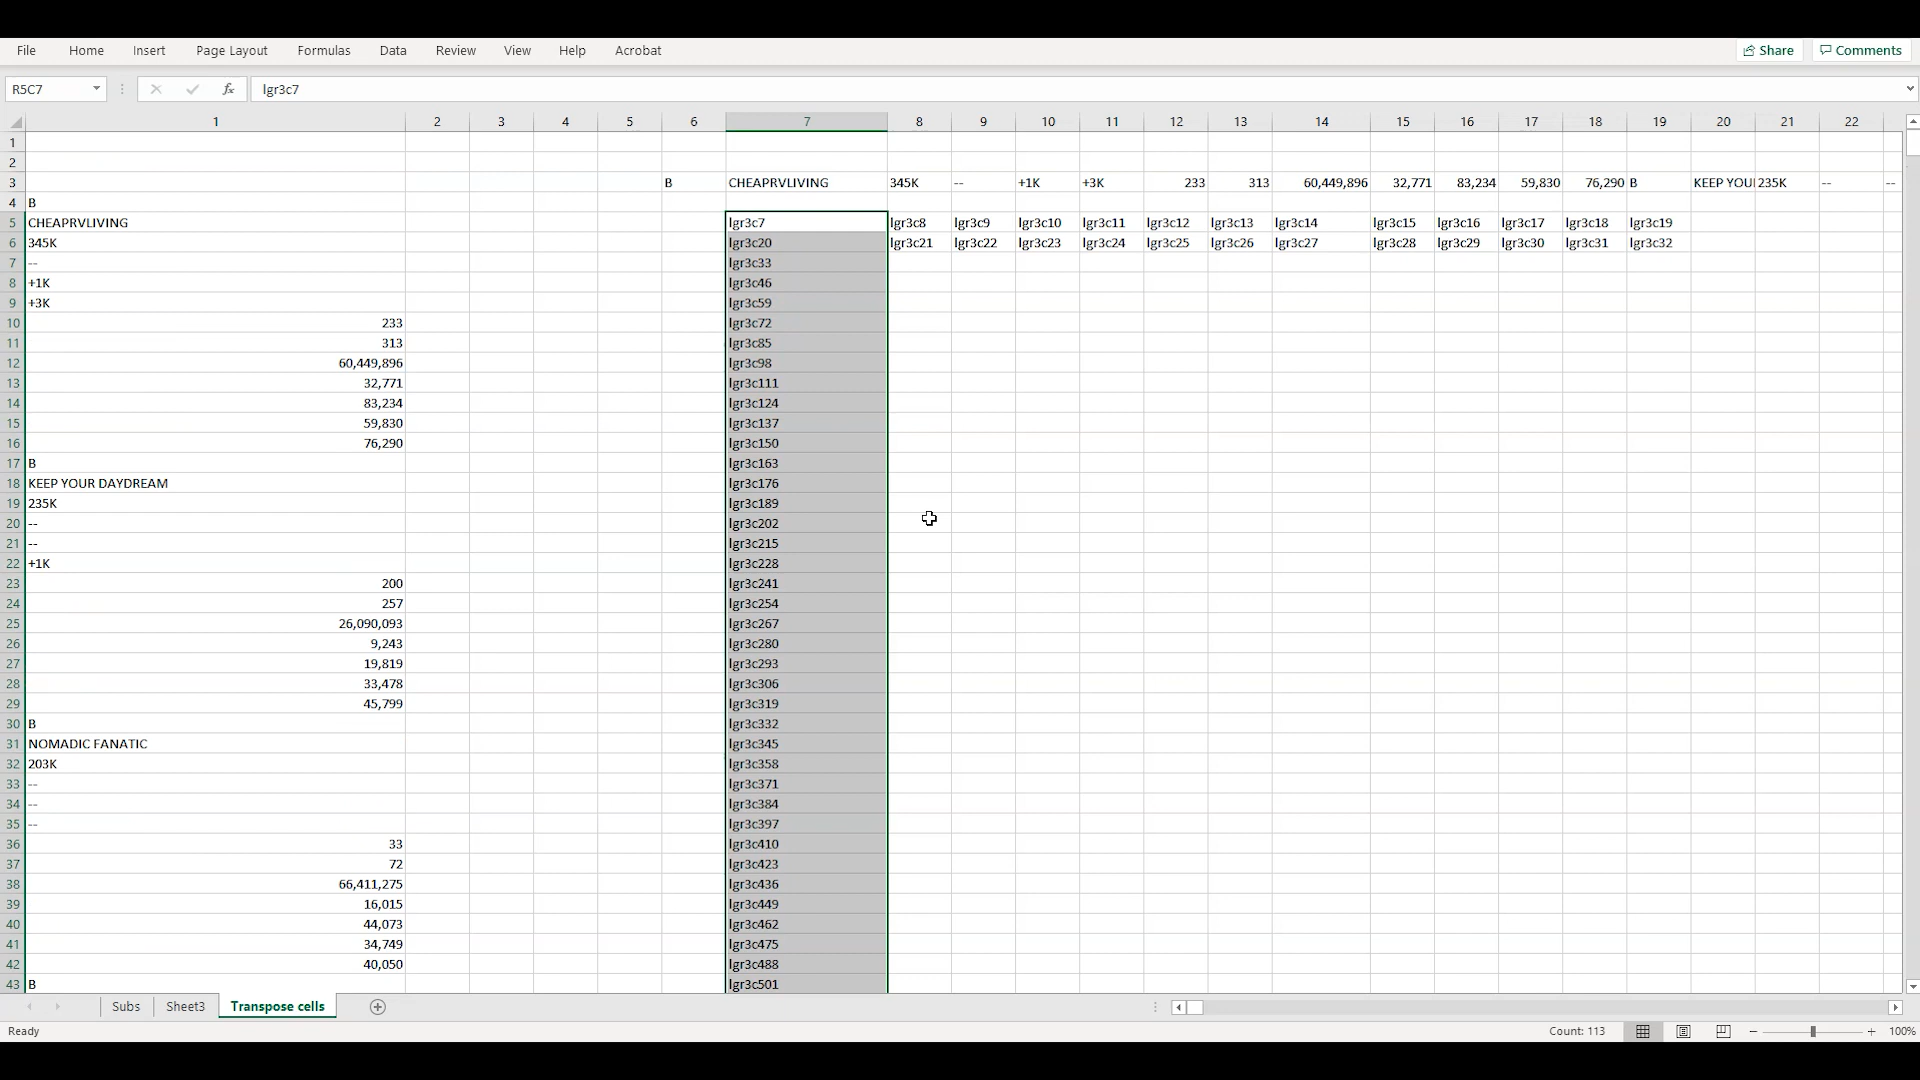 File Home Insert Page Layout Formulas Data Review View Help Acrobat Share Comments
R5C7 fx lgr3c7
1 2 3 4 5 6 7 8 9 10 11 12 13 14 15 16 17 18 19 20 21 22
1
2
3 B CHEAPRVLIVING 345K -- +1K +3K 233 313 60,449,896 32,771 83,234 59,830 76,290 B KEEP YOU 235K -- --
4 B
5 CHEAPRVLIVING lgr3c7 lgr3c8 lgr3c9 lgr3c10 lgr3c11 lgr3c12 lgr3c13 lgr3c14 lgr3c15 lgr3c16 lgr3c17 lgr3c18 lgr3c19
6 345K lgr3c20 lgr3c21 lgr3c22 lgr3c23 lgr3c24 lgr3c25 lgr3c26 lgr3c27 lgr3c28 lgr3c29 lgr3c30 lgr3c31 lgr3c32
7 -- lgr3c33
8 +1K lgr3c46
9 +3K lgr3c59
10 233 lgr3c72
11 313 lgr3c85
12 60,449,896 lgr3c98
13 32,771 lgr3c111
14 83,234 lgr3c124
15 59,830 lgr3c137
16 76,290 lgr3c150
17 B lgr3c163
18 KEEP YOUR DAYDREAM lgr3c176
19 235K lgr3c189
20 -- lgr3c202
21 -- lgr3c215
22 +1K lgr3c228
23 200 lgr3c241
24 257 lgr3c254
25 26,090,093 lgr3c267
26 9,243 lgr3c280
27 19,819 lgr3c293
28 33,478 lgr3c306
29 45,799 lgr3c319
30 B lgr3c332
31 NOMADIC FANATIC lgr3c345
32 203K lgr3c358
33 -- lgr3c371
34 -- lgr3c384
35 -- lgr3c397
36 33 lgr3c410
37 72 lgr3c423
38 66,411,275 lgr3c436
39 16,015 lgr3c449
40 44,073 lgr3c462
41 34,749 lgr3c475
42 40,050 lgr3c488
43 B lgr3c501
Subs Sheet3 Transpose cells
Ready Count: 113 100%